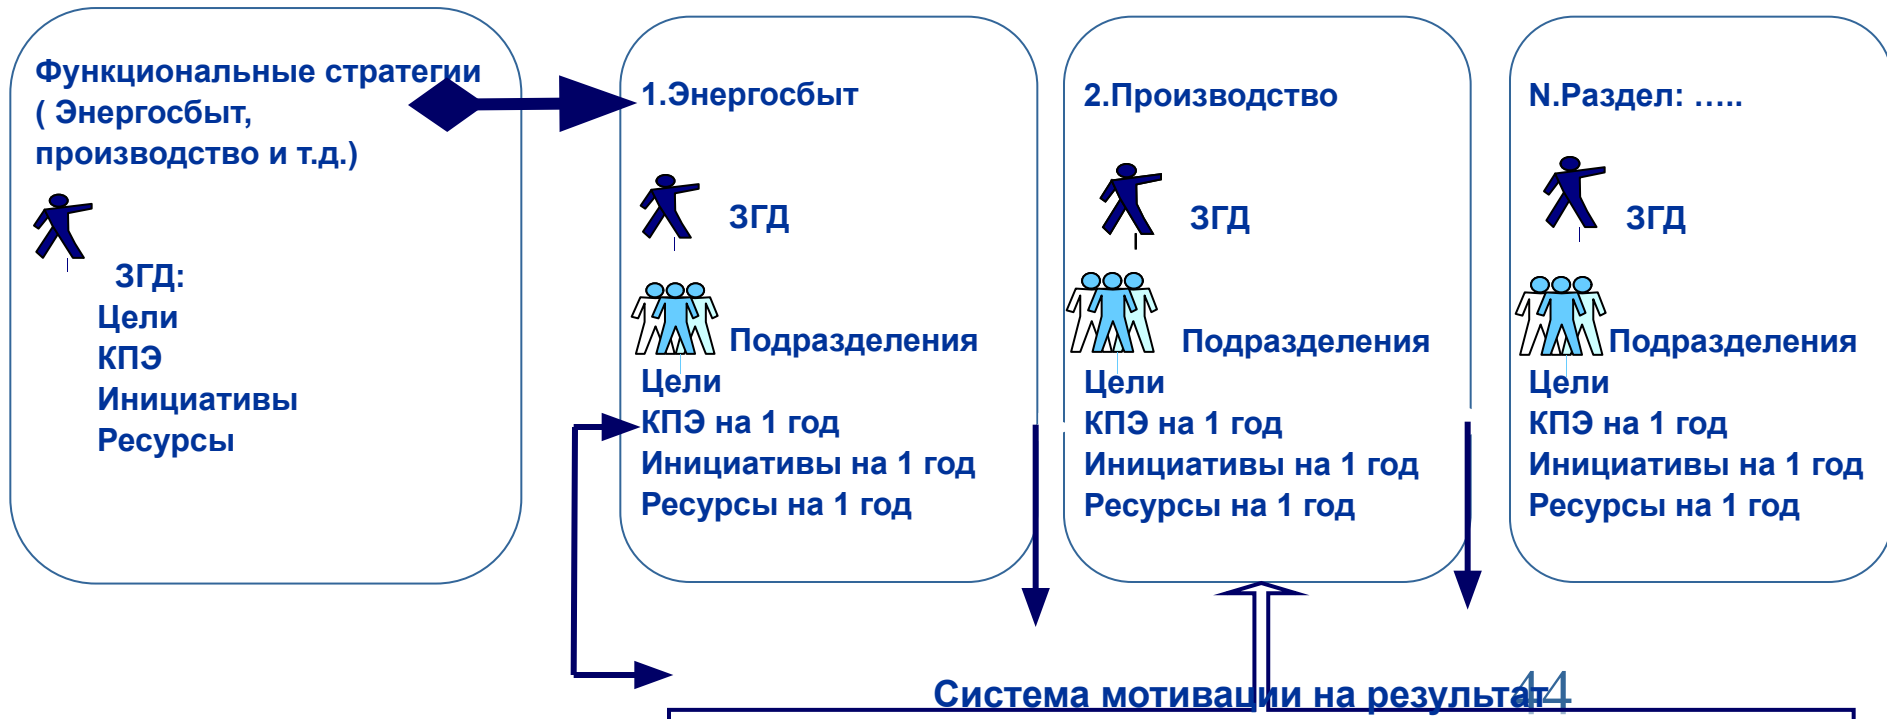 Функциональные стратегии
( Энергосбыт,
производство и т.д.)
ЗГД:
Цели
КПЭ
Инициативы
Ресурсы
1.Энергосбыт
ЗГД
Подразделения
Цели
КПЭ на 1 год
Инициативы на 1 год
Ресурсы на 1 год
2.Производство
ЗГД
Подразделения
Цели
КПЭ на 1 год
Инициативы на 1 год
Ресурсы на 1 год
N.Раздел: …..
ЗГД
Подразделения
Цели
КПЭ на 1 год
Инициативы на 1 год
Ресурсы на 1 год
Система мотивации на результат
44